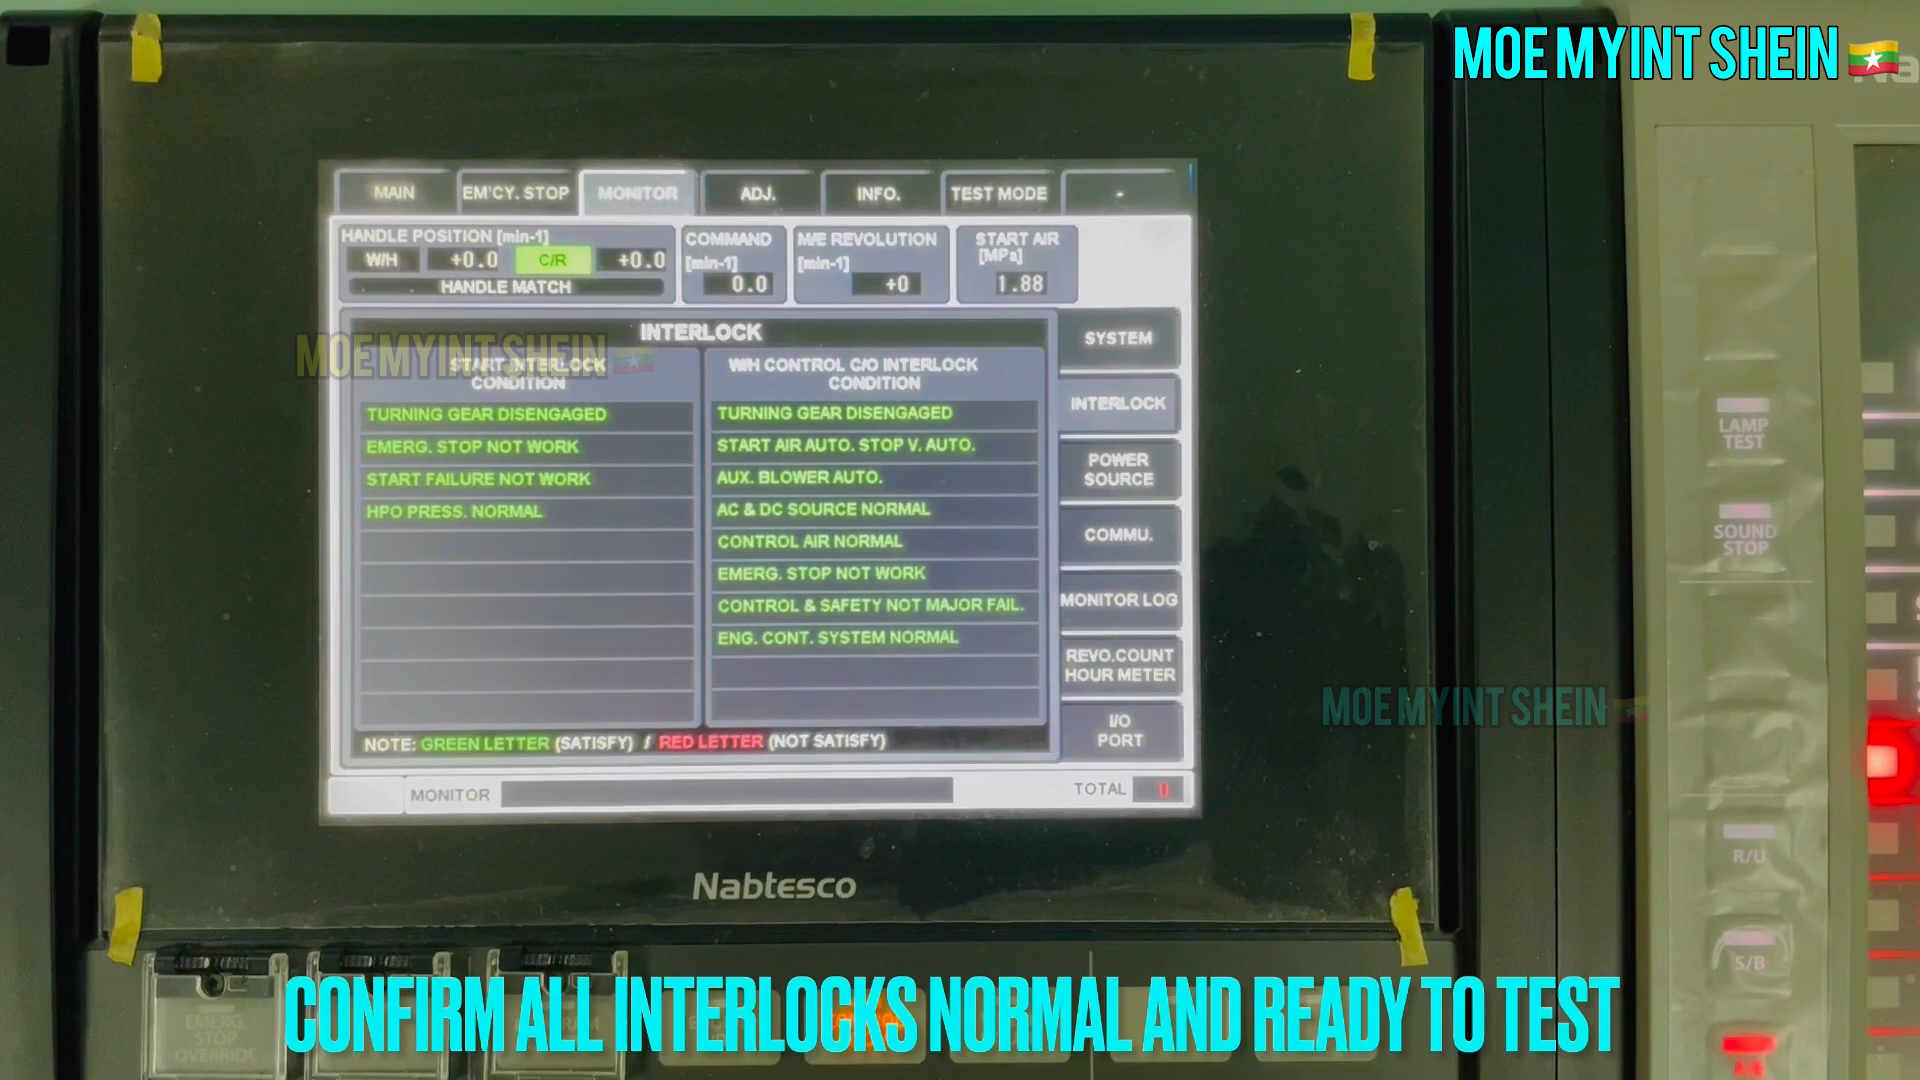 MOE MYINT SHEIN
MAIN
EM'CY. STOP
MONITOR
ADJ.
INFO.
TEST MODE
-
HANDLE POSITION [min-1]
W/H
+0.0
C/R
+0.0
HANDLE MATCH
COMMAND
[min-1]
0.0
M/E REVOLUTION
[min-1]
+0
START AIR
[MPa]
1.88
INTERLOCK
MOE MYINT SHEIN
START INTERLOCK
CONDITION
TURNING GEAR DISENGAGED
EMERG. STOP NOT WORK
START FAILURE NOT WORK
HPO PRESS. NORMAL
W/H CONTROL C/O INTERLOCK
CONDITION
TURNING GEAR DISENGAGED
START AIR AUTO. STOP V. AUTO.
AUX. BLOWER AUTO.
AC & DC SOURCE NORMAL
CONTROL AIR NORMAL
EMERG. STOP NOT WORK
CONTROL & SAFETY NOT MAJOR FAIL.
ENG. CONT. SYSTEM NORMAL
NOTE: GREEN LETTER (SATISFY) / RED LETTER (NOT SATISFY)
SYSTEM
INTERLOCK
POWER
SOURCE
COMMU.
MONITOR LOG
REVO.COUNT
HOUR METER
I/O
PORT
MONITOR
TOTAL
0
Nabtesco
LAMP
TEST
SOUND
STOP
MOE MYINT SHEIN
R/U
S/B
EMERG.
STOP
OVERRIDE
CONFIRM ALL INTERLOCKS NORMAL AND READY TO TEST